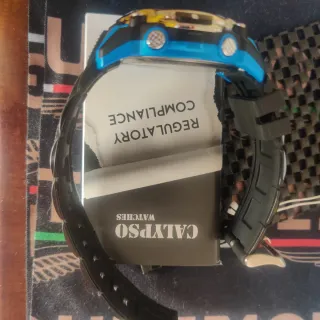 REGULATORY
COMPLIANCE
CALYPSO
WATCHES